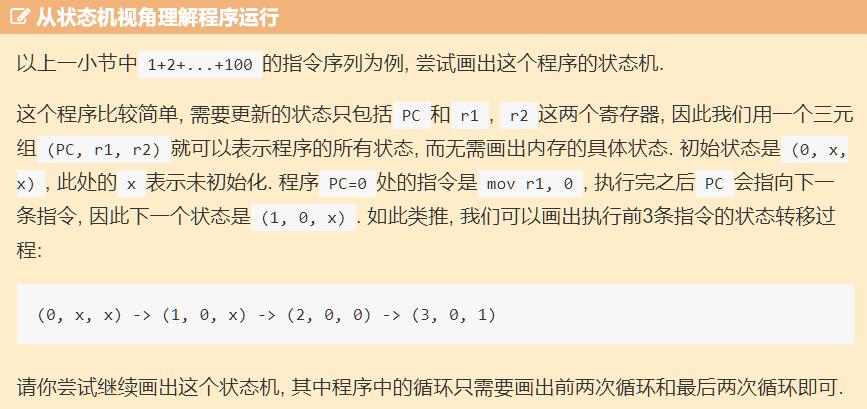 从状态机视角理解程序运行
以上一小节中 1+2+...+100 的指令序列为例, 尝试画出这个程序的状态机.
这个程序比较简单, 需要更新的状态只包括 PC 和 r1 , r2 这两个寄存器, 因此我们用一个三元
组 (PC, r1, r2) 就可以表示程序的所有状态, 而无需画出内存的具体状态. 初始状态是 (0, x,
x) , 此处的 x 表示未初始化. 程序 PC=0 处的指令是 mov r1, 0 , 执行完之后 PC 会指向下一
条指令, 因此下一个状态是 (1, 0, x) . 如此类推, 我们可以画出执行前3条指令的状态转移过
程:
(0, x, x) -> (1, 0, x) -> (2, 0, 0) -> (3, 0, 1)
请你尝试继续画出这个状态机, 其中程序中的循环只需要画出前两次循环和最后两次循环即可.